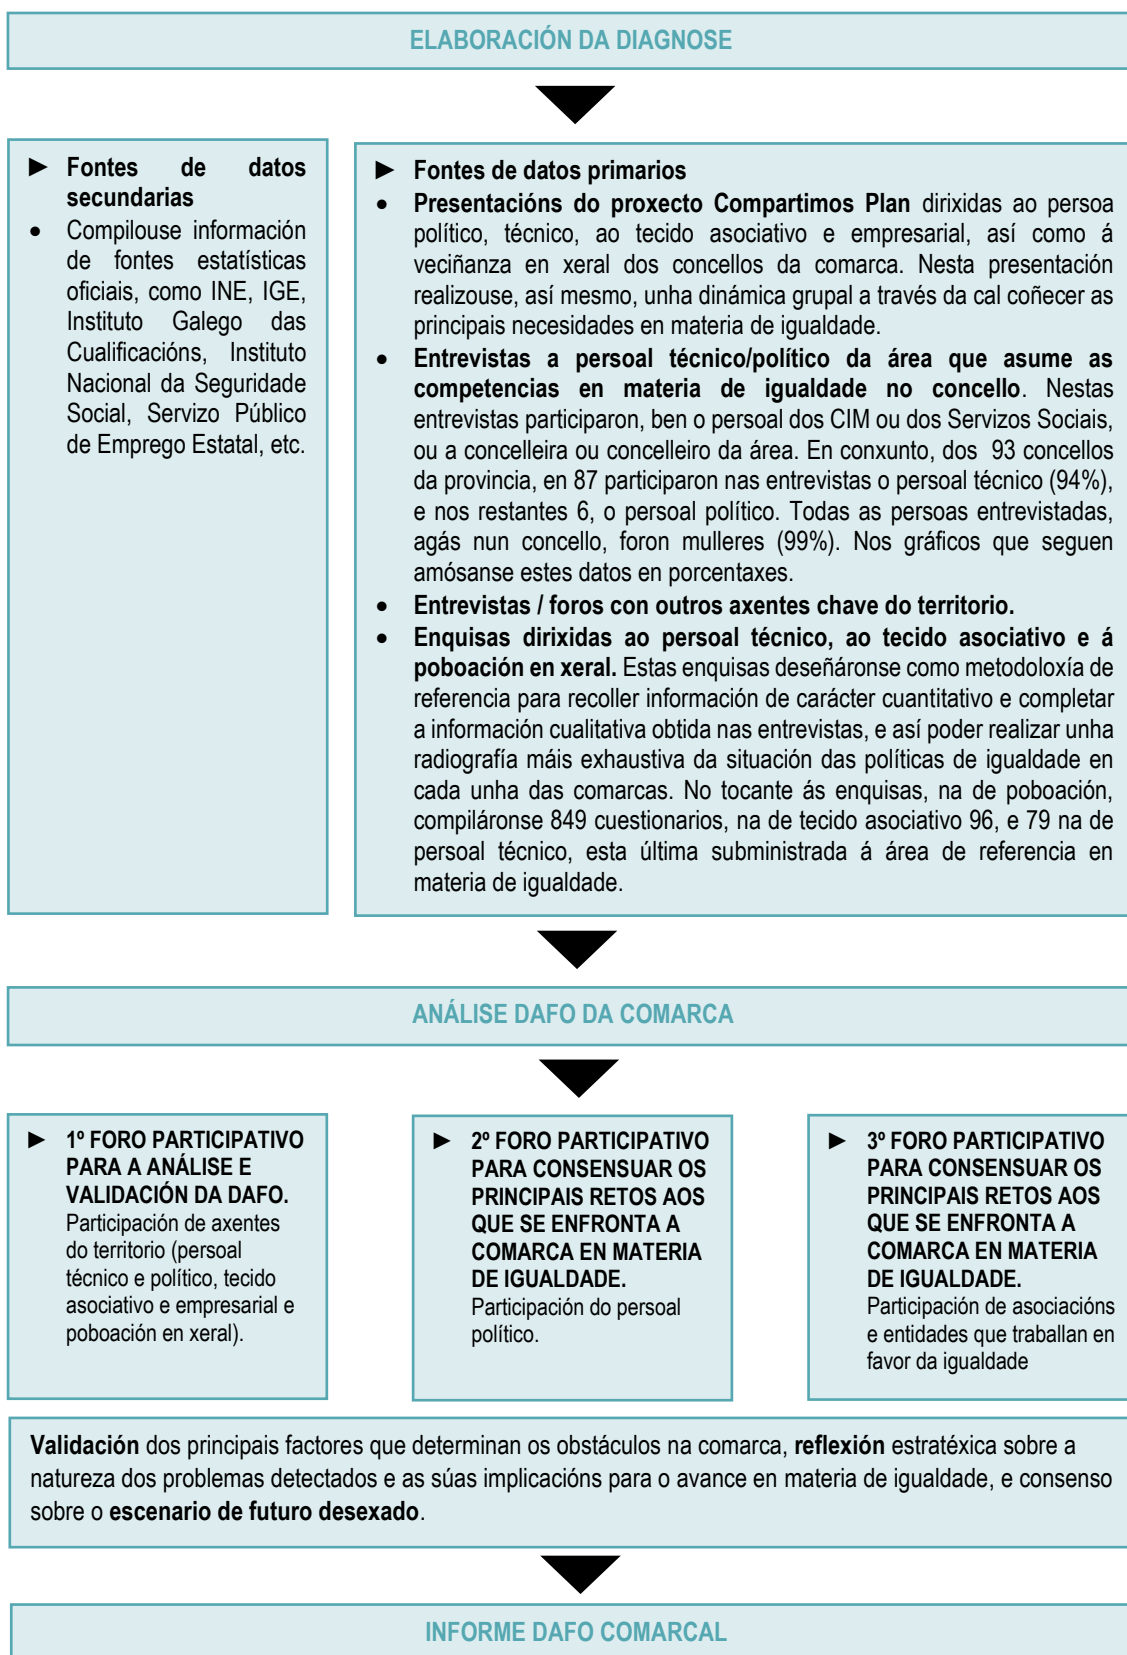 ELABORACIÓN DA DIAGNOSE
► Fontes de datos
secundarias
• Compilouse información
de fontes estatísticas
oficiais, como INE, IGE,
Instituto Galego das
Cualificacións, Instituto
Nacional da Seguridade
Social, Servizo Público
de Emprego Estatal, etc.
► Fontes de datos primarios
• Presentacións do proxecto Compartimos Plan dirixidas ao persoa
político, técnico, ao tecido asociativo e empresarial, así como á
veciñanza en xeral dos concellos da comarca. Nesta presentación
realizouse, así mesmo, unha dinámica grupal a través da cal coñecer as
principais necesidades en materia de igualdade.
• Entrevistas a persoal técnico/político da área que asume as
competencias en materia de igualdade no concello. Nestas
entrevistas participaron, ben o persoal dos CIM ou dos Servizos Sociais,
ou a concelleira ou concelleiro da área. En conxunto, dos 93 concellos
da provincia, en 87 participaron nas entrevistas o persoal técnico (94%),
e nos restantes 6, o persoal político. Todas as persoas entrevistadas,
agás nun concello, foron mulleres (99%). Nos gráficos que seguen
amósanse estes datos en porcentaxes.
• Entrevistas / foros con outros axentes chave do territorio.
• Enquisas dirixidas ao persoal técnico, ao tecido asociativo e á
poboación en xeral. Estas enquisas deseñáronse como metodoloxía de
referencia para recoller información de carácter cuantitativo e completar
a información cualitativa obtida nas entrevistas, e así poder realizar unha
radiografía máis exhaustiva da situación das políticas de igualdade en
cada unha das comarcas. No tocante ás enquisas, na de poboación,
compiláronse 849 cuestionarios, na de tecido asociativo 96, e 79 na de
persoal técnico, esta última subministrada á área de referencia en
materia de igualdade.
ANÁLISE DAFO DA COMARCA
► 1º FORO PARTICIPATIVO
PARA A ANÁLISE E
VALIDACIÓN DA DAFO.
Participación de axentes
do territorio (persoal
técnico e político, tecido
asociativo e empresarial e
poboación en xeral).
► 2º FORO PARTICIPATIVO
PARA CONSENSUAR OS
PRINCIPAIS RETOS AOS
QUE SE ENFRONTA A
COMARCA EN MATERIA
DE IGUALDADE.
Participación do persoal
político.
► 3º FORO PARTICIPATIVO
PARA CONSENSUAR OS
PRINCIPAIS RETOS AOS
QUE SE ENFRONTA A
COMARCA EN MATERIA
DE IGUALDADE.
Participación de asociacións
e entidades que traballan en
favor da igualdade
Validación dos principais factores que determinan os obstáculos na comarca, reflexión estratéxica sobre a
natureza dos problemas detectados e as súas implicacións para o avance en materia de igualdade, e consenso
sobre o escenario de futuro desexado.
INFORME DAFO COMARCAL